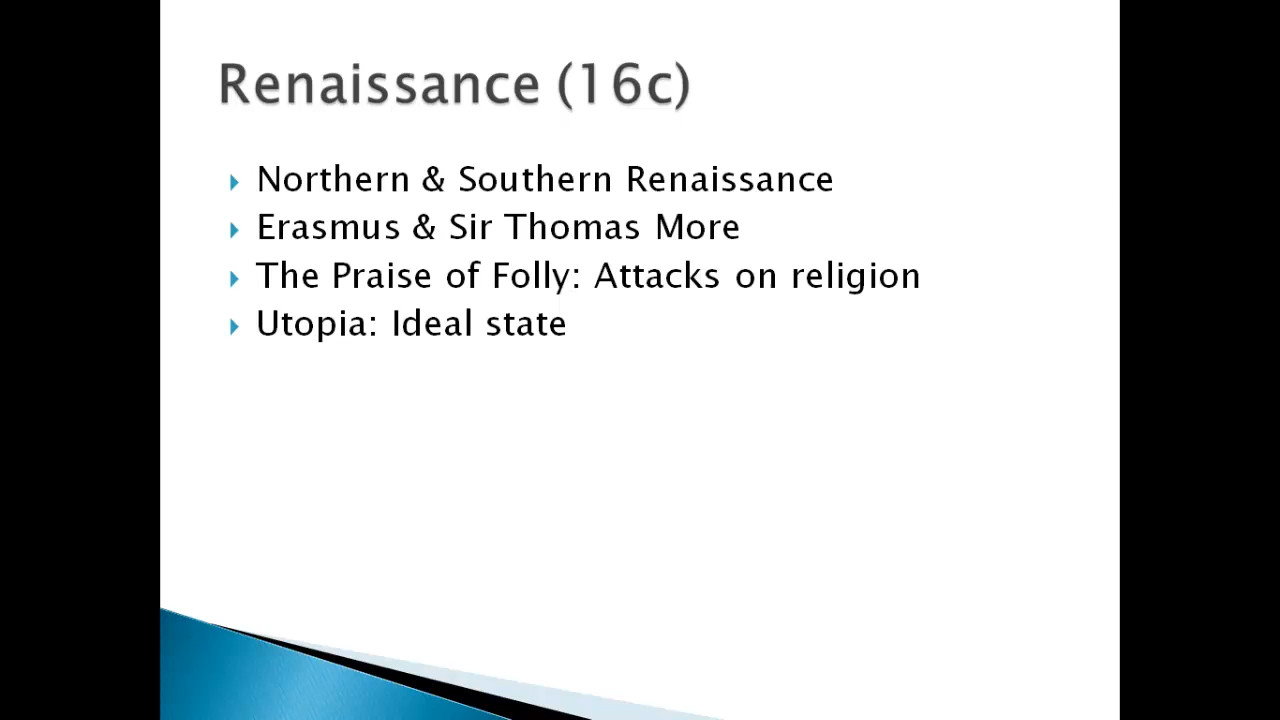 Renaissance (16c)
Northern & Southern Renaissance
Erasmus & Sir Thomas More
The Praise of Folly: Attacks on religion
Utopia: Ideal state